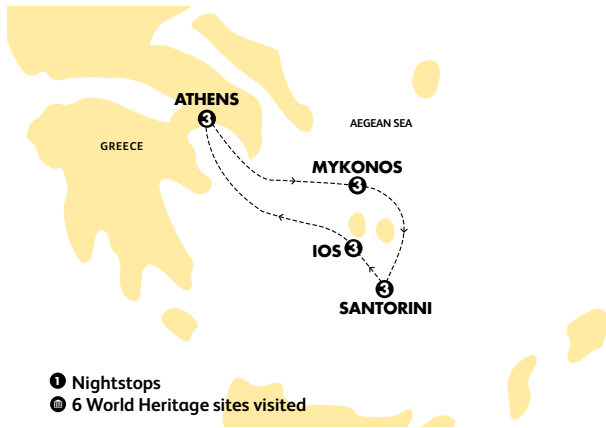 ATHENS
3
AEGEAN SEA
GREECE
MYKONOS
3
IOS 3
3
SANTORINI
1 Nightstops
6 World Heritage sites visited